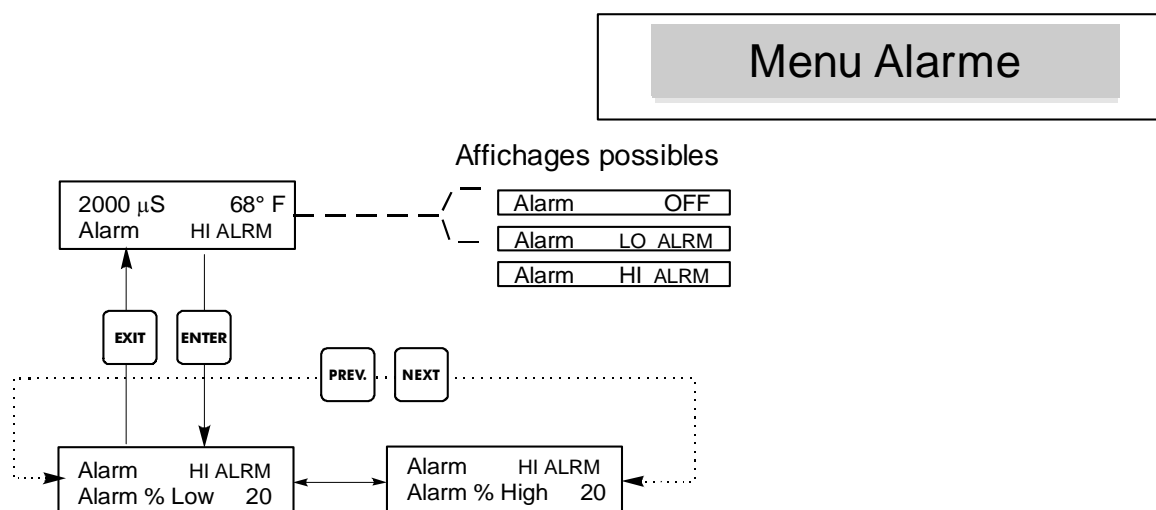 Menu Alarme
Affichages possibles
2000 μS 68° F
Alarm HI ALRM
Alarm OFF
Alarm LO ALRM
Alarm HI ALRM
EXIT
ENTER
PREV.
NEXT
Alarm HI ALRM
Alarm % Low 20
Alarm HI ALRM
Alarm % High 20